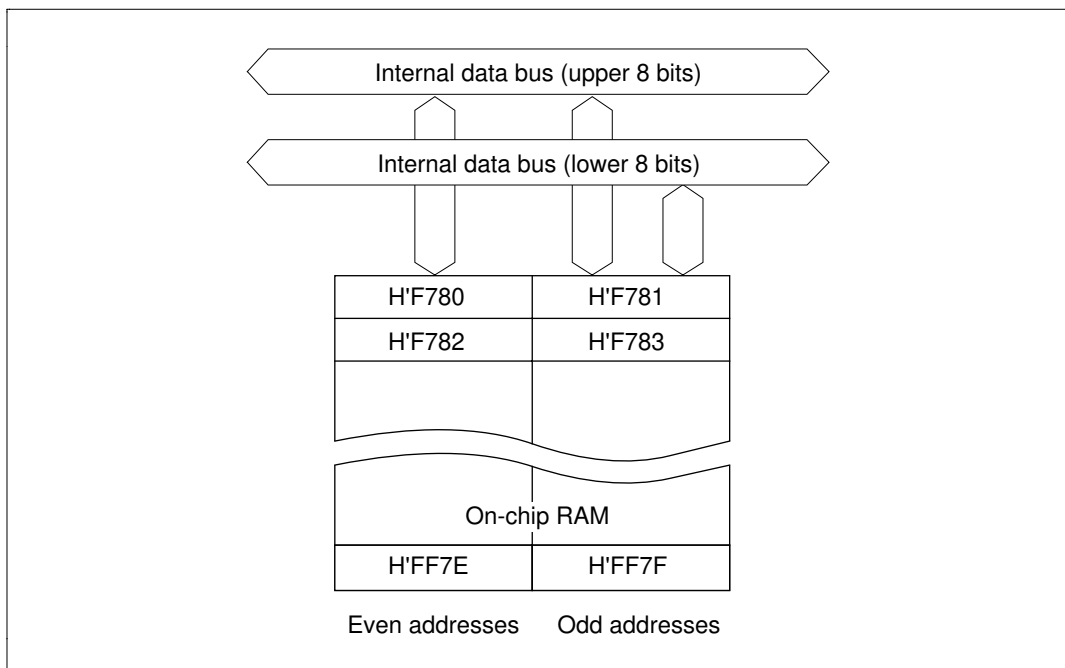 Internal data bus (upper 8 bits)
Internal data bus (lower 8 bits)
H'F780 H'F781
H'F782 H'F783
On-chip RAM
H'FF7E H'FF7F
Even addresses Odd addresses